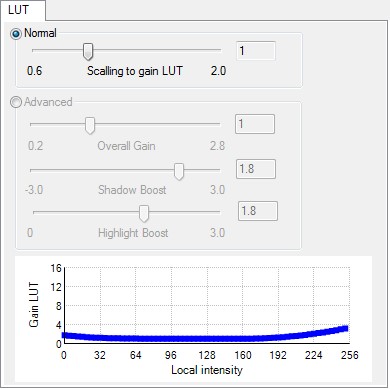 LUT
Normal
1
0.6 Scalling to gain LUT 2.0
Advanced
1
0.2 Overall Gain 2.8
1.8
-3.0 Shadow Boost 3.0
1.8
0 Highlight Boost 3.0
16
12
8
4
0
Gain LUT
0 32 64 96 128 160 192 224 256
Local intensity